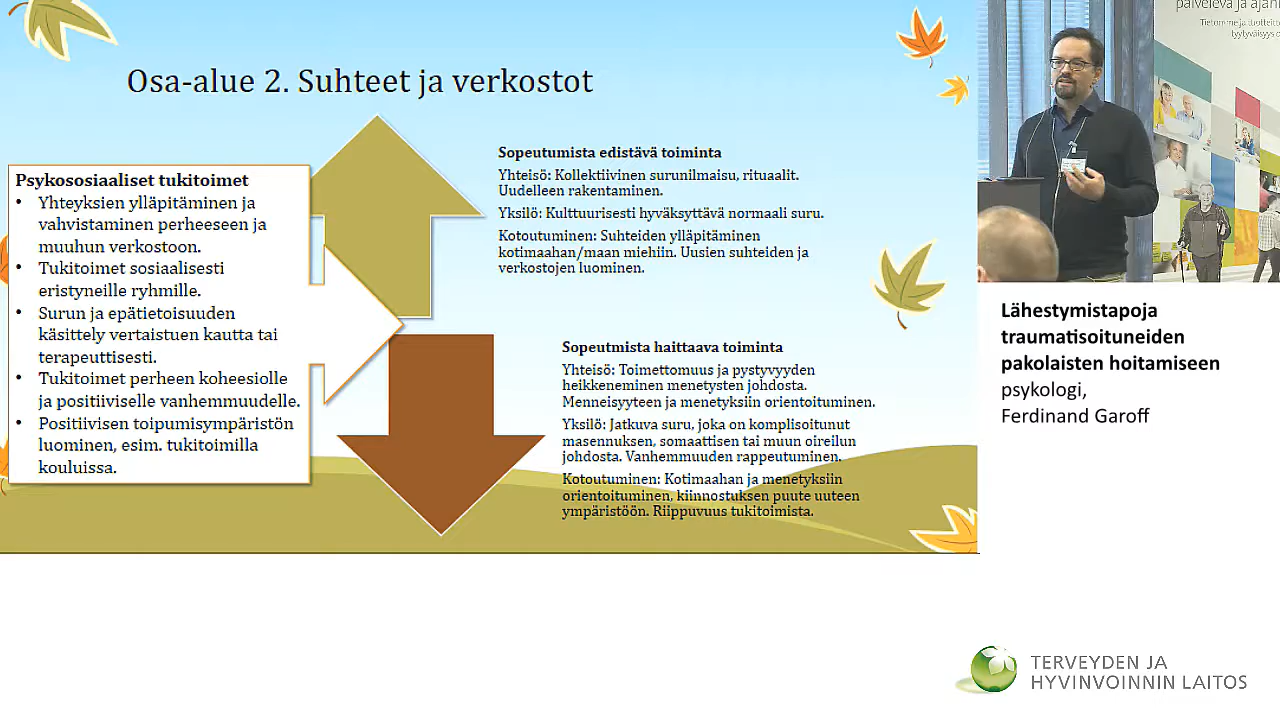 Osa-alue 2. Suhteet ja verkostot
Psykososiaaliset tukitoimet
• Yhteyksien ylläpitäminen ja
vahvistaminen perheeseen ja
muuhun verkostoon.
• Tukitoimet sosiaalisesti
eristyneille ryhmille.
• Surun ja epätietoisuuden
käsittely vertaistuen kautta tai
terapeuttisesti.
• Tukitoimet perheen koheesiolle
ja positiiviselle vanhemmuudelle.
• Positiivisen toipumisympäristön
luominen, esim. tukitoimilla
kouluissa.
Sopeutumista edistävä toiminta
Yhteisö: Kollektiivinen surunilmaisu, rituaalit.
Uudelleen rakentaminen.
Yksilö: Kulttuurisesti hyväksyttävä normaali suru.
Kotoutuminen: Suhteiden ylläpitäminen
kotimaahan/maan miehiin. Uusien suhteiden ja
verkostojen luominen.
Sopeutmista haittaava toiminta
Yhteisö: Toimettomuus ja pystyvyyden
heikkeneminen menetysten johdosta.
Menneisyyteen ja menetyksiin orientoituminen.
Yksilö: Jatkuva suru, joka on komplisoitunut
masennuksen, somaattisen tai muun oireilun
johdosta. Vanhemmuuden rappeutuminen.
Kotoutuminen: Kotimaahan ja menetyksiin
orientoituminen, kiinnostuksen puute uuteen
ympäristöön. Riippuvuus tukitoimista.
palveleva ja
Lähestymistapoja
traumatisoituneiden
pakolaisten hoitamiseen
psykologi,
Ferdinand Garoff
TERVEYDEN JA
HYVINVOINNIN LAITOS